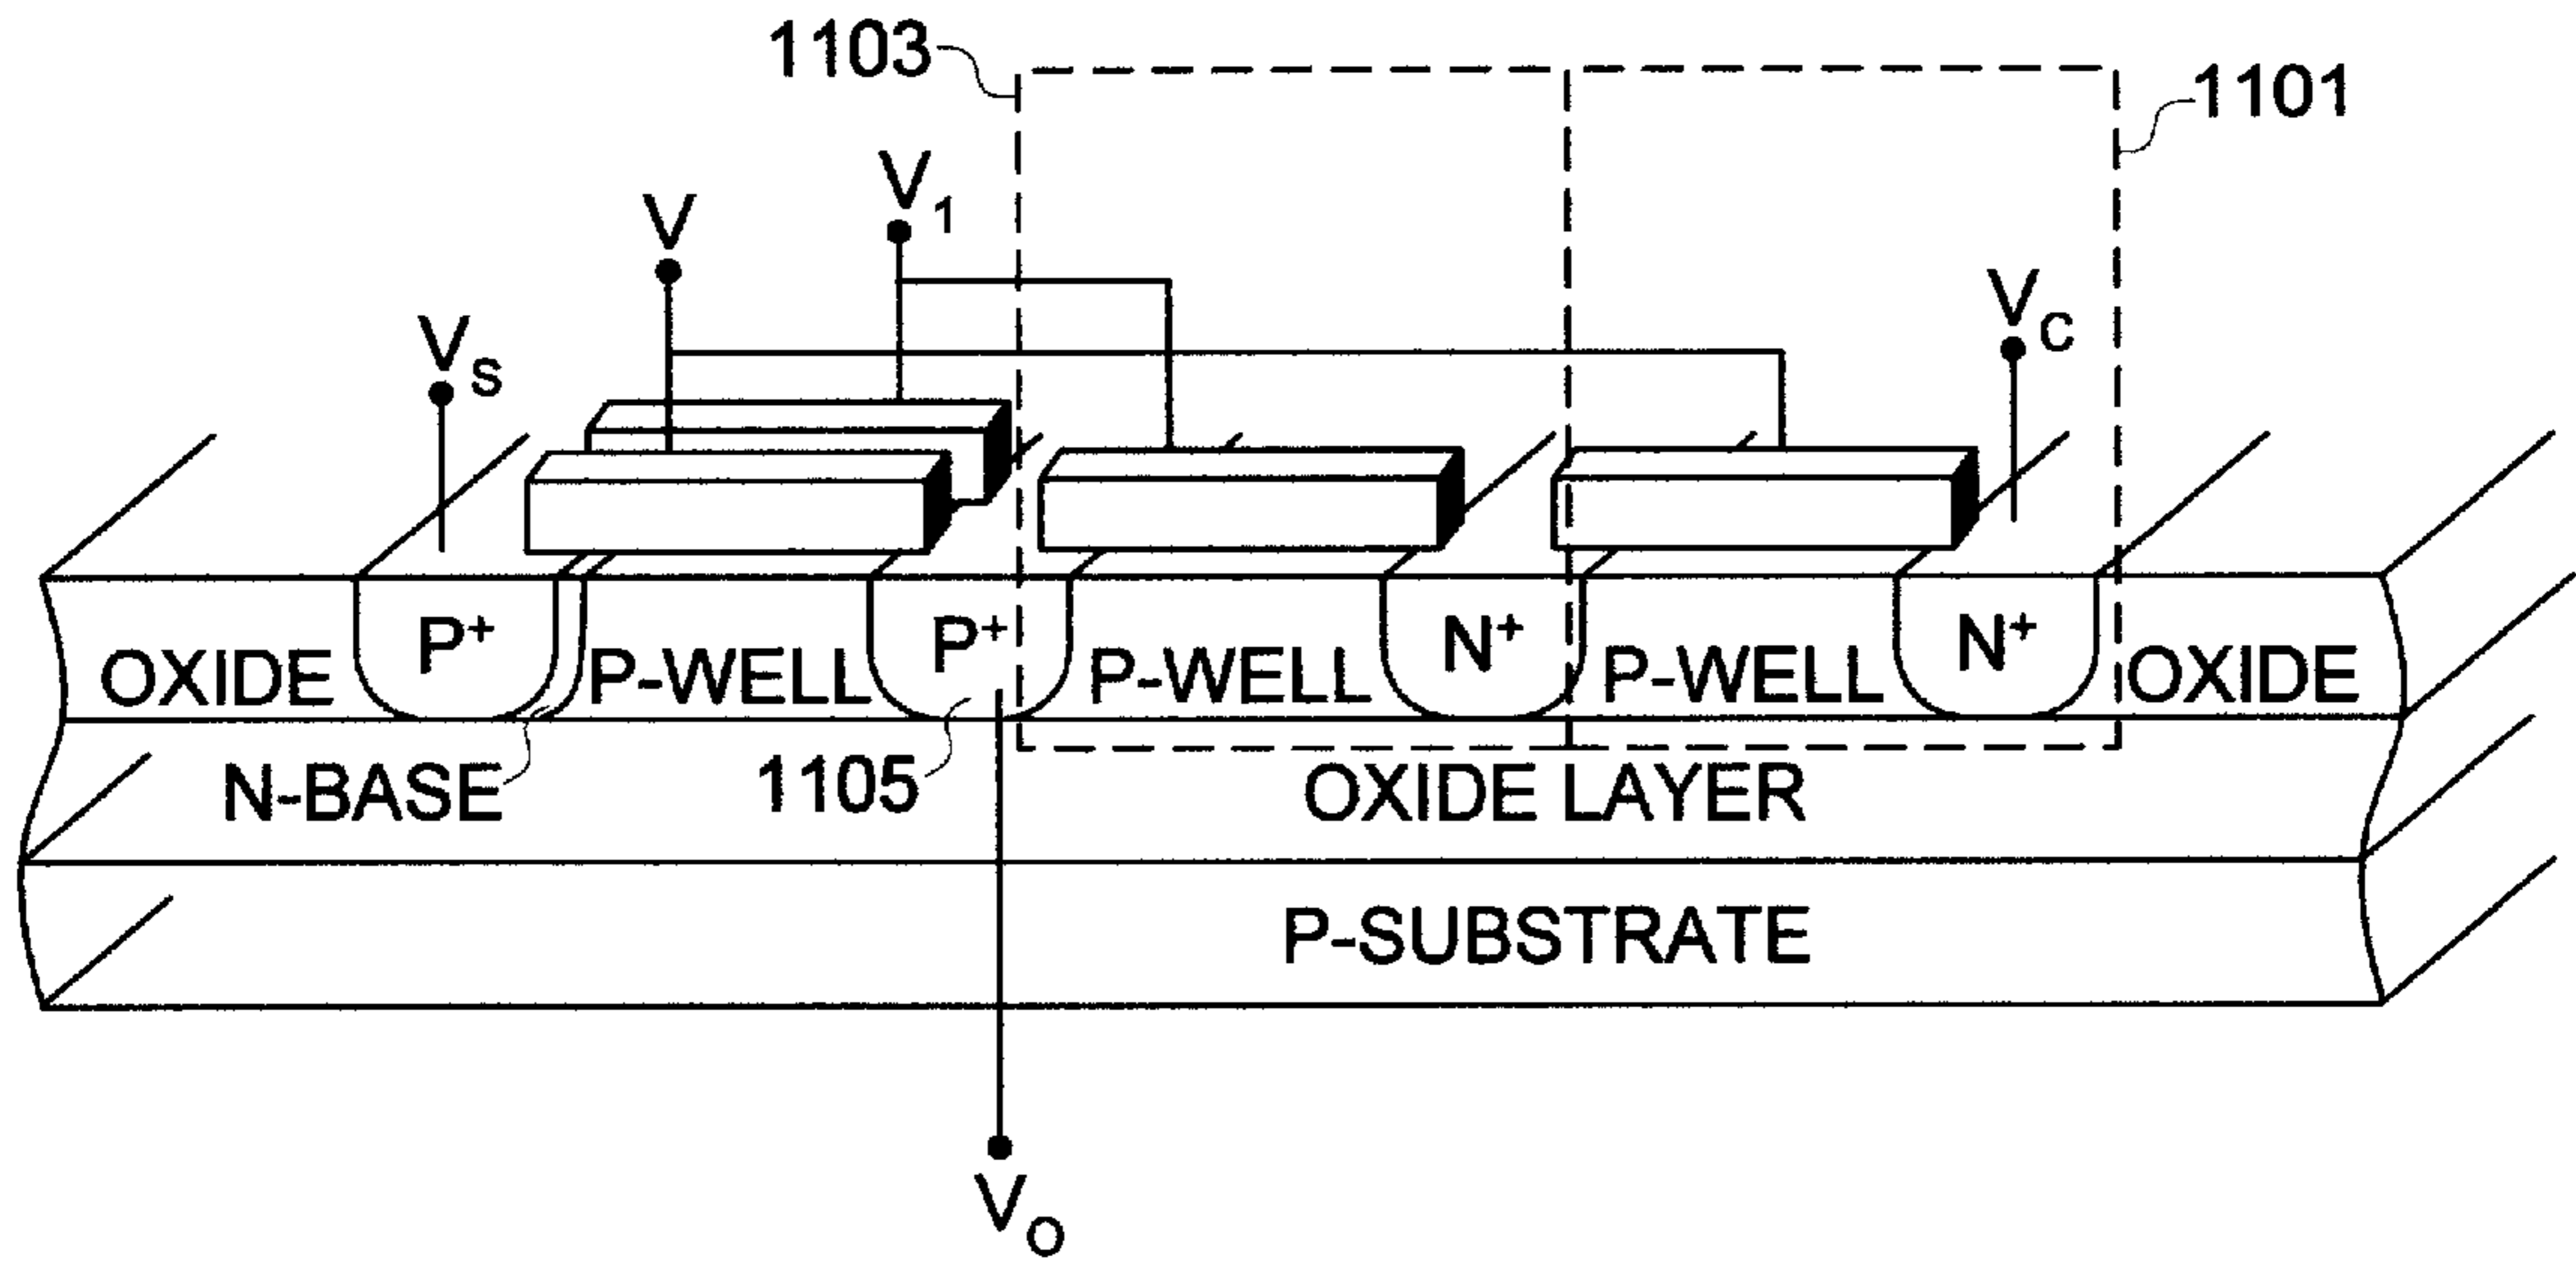 1103
1101
V1
V
VC
VS
P+
P+
N+
N+
OXIDE
P-WELL
P-WELL
P-WELL
OXIDE
N-BASE
1105
OXIDE LAYER
P-SUBSTRATE
VO